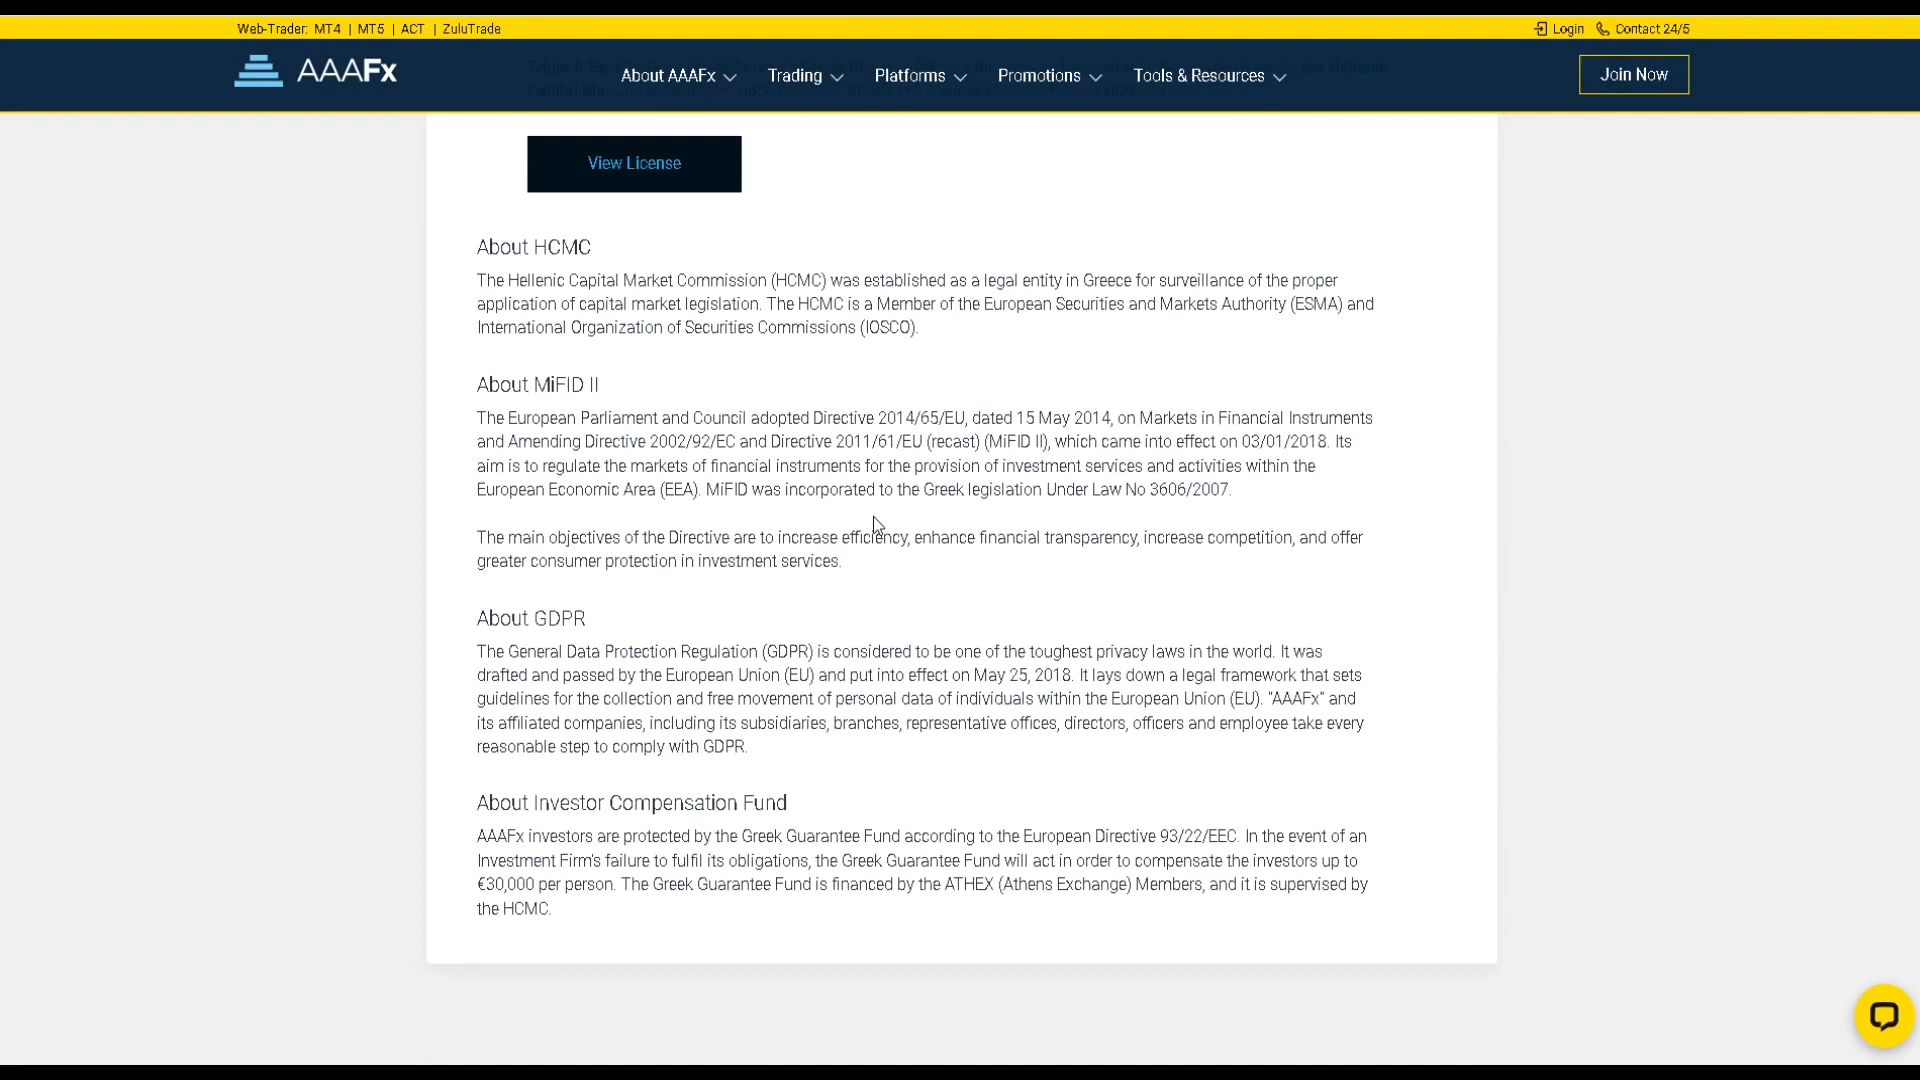 Web-Trader: MT4 | MT5 | ACT | ZuluTrade
Login Contact 24/5
AAAFx
About AAAFx Trading Platforms Promotions Tools & Resources
Join Now
View License
About HCMC
The Hellenic Capital Market Commission (HCMC) was established as a legal entity in Greece for surveillance of the proper
application of capital market legislation. The HCMC is a Member of the European Securities and Markets Authority (ESMA) and
International Organization of Securities Commissions (IOSCO).
About MiFID II
The European Parliament and Council adopted Directive 2014/65/EU, dated 15 May 2014, on Markets in Financial Instruments
and Amending Directive 2002/92/EC and Directive 2011/61/EU (recast) (MiFID II), which came into effect on 03/01/2018. Its
aim is to regulate the markets of financial instruments for the provision of investment services and activities within the
European Economic Area (EEA). MiFID was incorporated to the Greek legislation Under Law No 3606/2007.
The main objectives of the Directive are to increase efficiency, enhance financial transparency, increase competition, and offer
greater consumer protection in investment services.
About GDPR
The General Data Protection Regulation (GDPR) is considered to be one of the toughest privacy laws in the world. It was
drafted and passed by the European Union (EU) and put into effect on May 25, 2018. It lays down a legal framework that sets
guidelines for the collection and free movement of personal data of individuals within the European Union (EU). "AAAFx" and
its affiliated companies, including its subsidiaries, branches, representative offices, directors, officers and employee take every
reasonable step to comply with GDPR.
About Investor Compensation Fund
AAAFx investors are protected by the Greek Guarantee Fund according to the European Directive 93/22/EEC. In the event of an
Investment Firm's failure to fulfil its obligations, the Greek Guarantee Fund will act in order to compensate the investors up to
€30,000 per person. The Greek Guarantee Fund is financed by the ATHEX (Athens Exchange) Members, and it is supervised by
the HCMC.